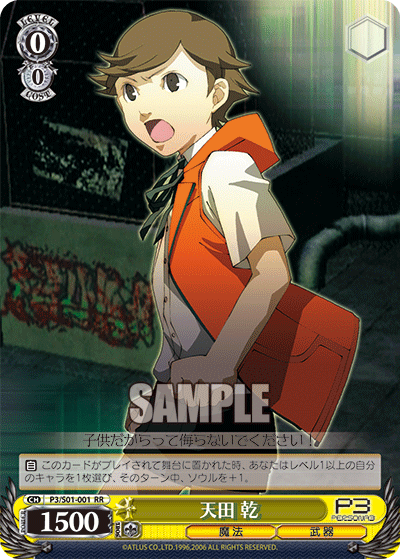 LEVEL
0
0
COST
SAMPLE
子供だからって侮らないでください!
このカードがプレイされて舞台に置かれた時、あなたはレベル1以上の自分
のキャラを1枚選び、そのターン中、ソウルを+1。
CH P3/S01-001 RR
1500
天田 乾
魔法
武器
P3
©ATLUS CO.,LTD.1996,2006 ALL RIGHTS RESERVED.